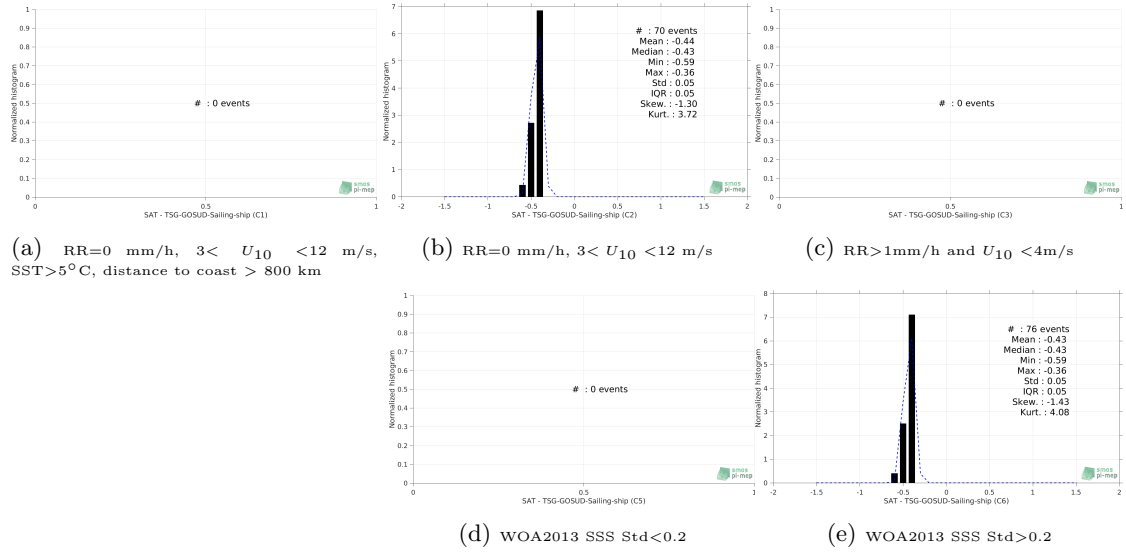 Normalized histogram
1
0.9
0.8
0.7
0.6
0.5
0.4
0.3
0.2
0.1
0
# : 0 events
smos
pi-mep
0 0.5 1
SAT - TSG-GOSUD-Sailing-ship (C1)
(a) RR=0 mm/h, 3< U10 <12 m/s,
SST>5°C, distance to coast > 800 km
Normalized histogram
7
6
5
4
3
2
1
0
# : 70 events
Mean : -0.44
Median : -0.43
Min : -0.59
Max : -0.36
Std : 0.05
IQR : 0.05
Skew. : -1.30
Kurt. : 3.72
smos
pi-mep
-2 -1.5 -1 -0.5 0 0.5 1 1.5 2
SAT - TSG-GOSUD-Sailing-ship (C2)
(b) RR=0 mm/h, 3< U10 <12 m/s
Normalized histogram
1
0.9
0.8
0.7
0.6
0.5
0.4
0.3
0.2
0.1
0
# : 0 events
smos
pi-mep
0 0.5 1
SAT - TSG-GOSUD-Sailing-ship (C3)
(c) RR>1mm/h and U10 <4m/s
Normalized histogram
1
0.9
0.8
0.7
0.6
0.5
0.4
0.3
0.2
0.1
0
# : 0 events
smos
pi-mep
0 0.5 1
SAT - TSG-GOSUD-Sailing-ship (C5)
(d) WOA2013 SSS Std<0.2
Normalized histogram
8
7
6
5
4
3
2
1
0
# : 76 events
Mean : -0.43
Median : -0.43
Min : -0.59
Max : -0.36
Std : 0.05
IQR : 0.05
Skew. : -1.43
Kurt. : 4.08
smos
pi-mep
-2 -1.5 -1 -0.5 0 0.5 1 1.5 2
SAT - TSG-GOSUD-Sailing-ship (C6)
(e) WOA2013 SSS Std>0.2